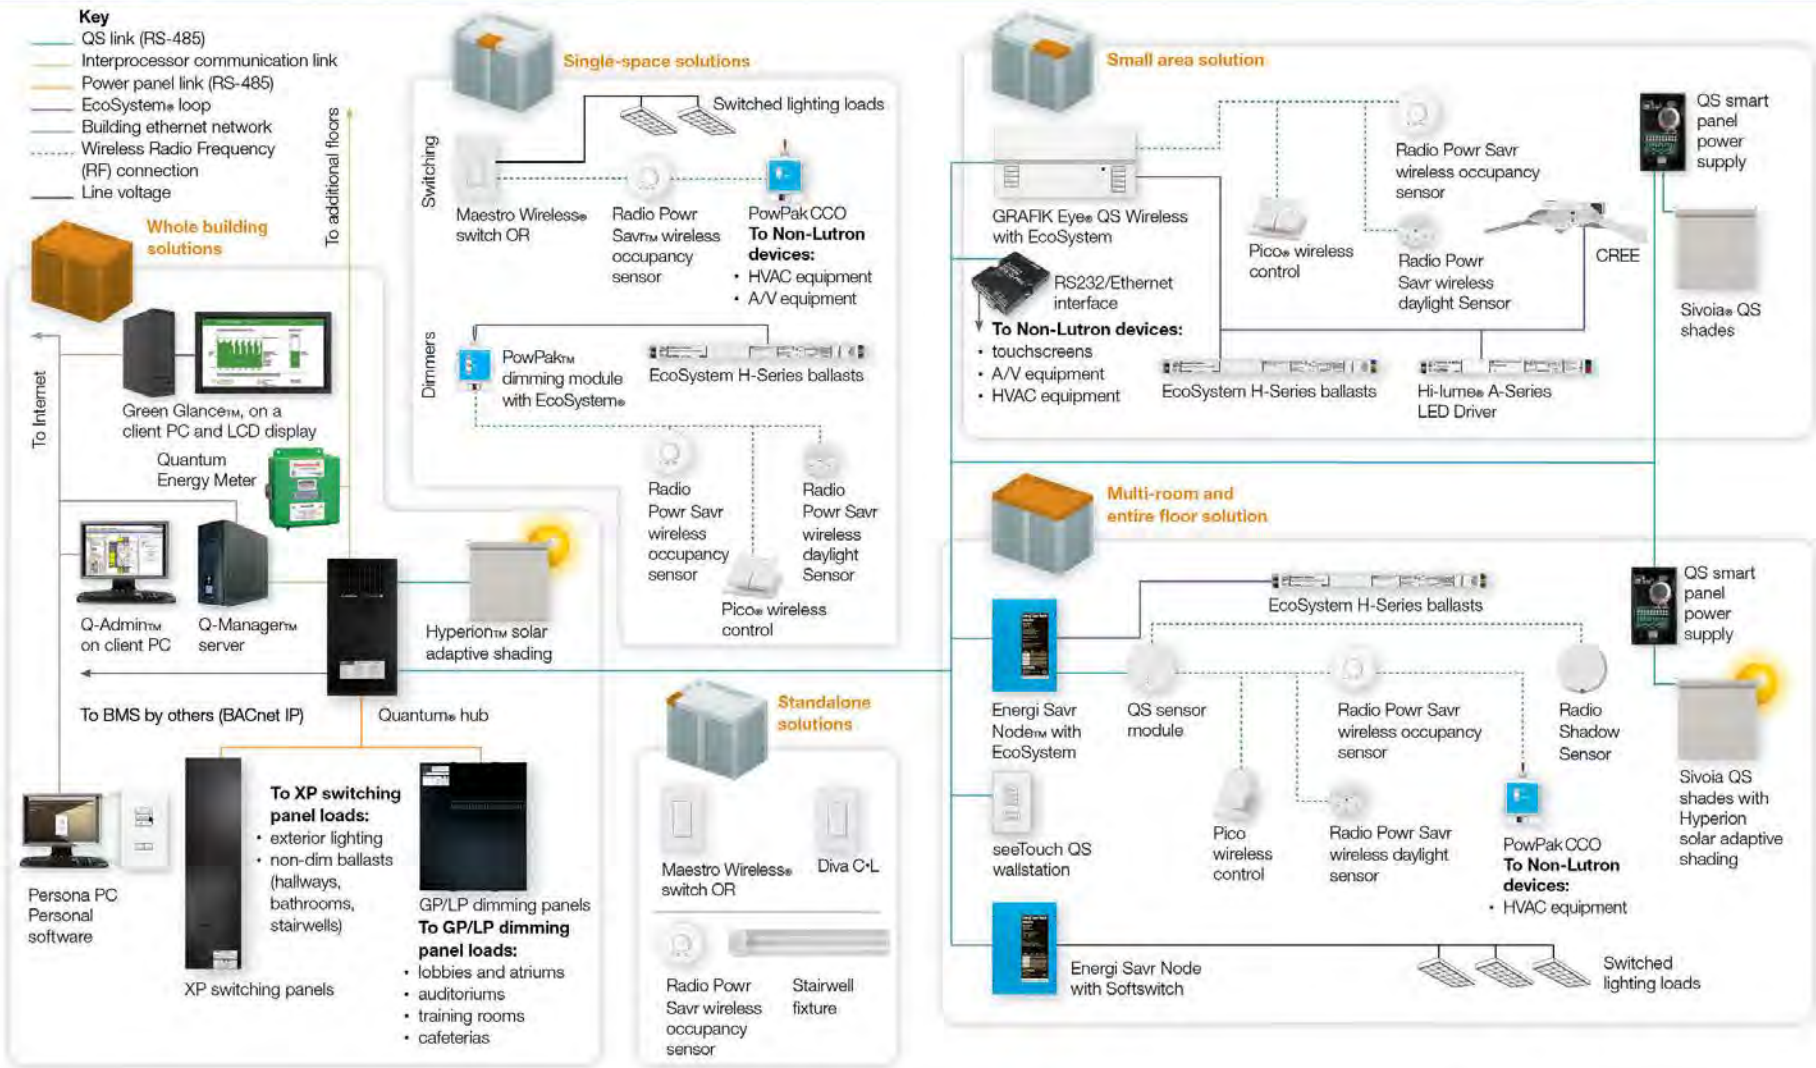 Key
QS link (RS-485)
Interprocessor communication link
Power panel link (RS-485)
EcoSystem® loop
Building ethernet network
Wireless Radio Frequency
(RF) connection
Line voltage
To additional floors
Whole building
solutions
To Internet
Green Glance™, on a
client PC and LCD display
Quantum
Energy Meter
Q-Admin™
on client PC
Q-Manager™
server
Hyperion™ solar
adaptive shading
To BMS by others (BACnet IP)
Quantum® hub
Persona PC
Personal
software
To XP switching
panel loads:
• exterior lighting
• non-dim ballasts
(hallways,
bathrooms,
stairwells)
XP switching panels
GP/LP dimming panels
To GP/LP dimming
panel loads:
• lobbies and atriums
• auditoriums
• training rooms
• cafeterias
Single-space solutions
Switching
Switched lighting loads
Maestro Wireless®
switch OR
Radio Powr
Savr™ wireless
occupancy
sensor
PowPak CCO
To Non-Lutron
devices:
• HVAC equipment
• A/V equipment
Dimmers
PowPak™
dimming module
with EcoSystem®
EcoSystem H-Series ballasts
Radio
Powr Savr
wireless
occupancy
sensor
Pico® wireless
control
Radio
Powr Savr
wireless
daylight
Sensor
Standalone
solutions
Maestro Wireless®
switch OR
Diva C•L
Radio Powr
Savr wireless
occupancy
sensor
Stairwell
fixture
Small area solution
GRAFIK Eye® QS Wireless
with EcoSystem
Radio Powr Savr
wireless occupancy
sensor
Pico® wireless
control
Radio Powr
Savr wireless
daylight Sensor
CREE
QS smart
panel
power
supply
Sivoia® QS
shades
RS232/Ethernet
interface
To Non-Lutron devices:
• touchscreens
• A/V equipment
• HVAC equipment
EcoSystem H-Series ballasts
Hi-lume® A-Series
LED Driver
Multi-room and
entire floor solution
EcoSystem H-Series ballasts
QS smart
panel
power
supply
Energi Savr
Node™ with
EcoSystem
QS sensor
module
Radio Powr Savr
wireless occupancy
sensor
Radio
Shadow
Sensor
Sivoia QS
shades with
Hyperion
solar adaptive
shading
seeTouch QS
wallstation
Pico
wireless
control
Radio Powr Savr
wireless daylight
sensor
PowPak CCO
To Non-Lutron
devices:
• HVAC equipment
Energi Savr Node
with Softswitch
Switched
lighting loads